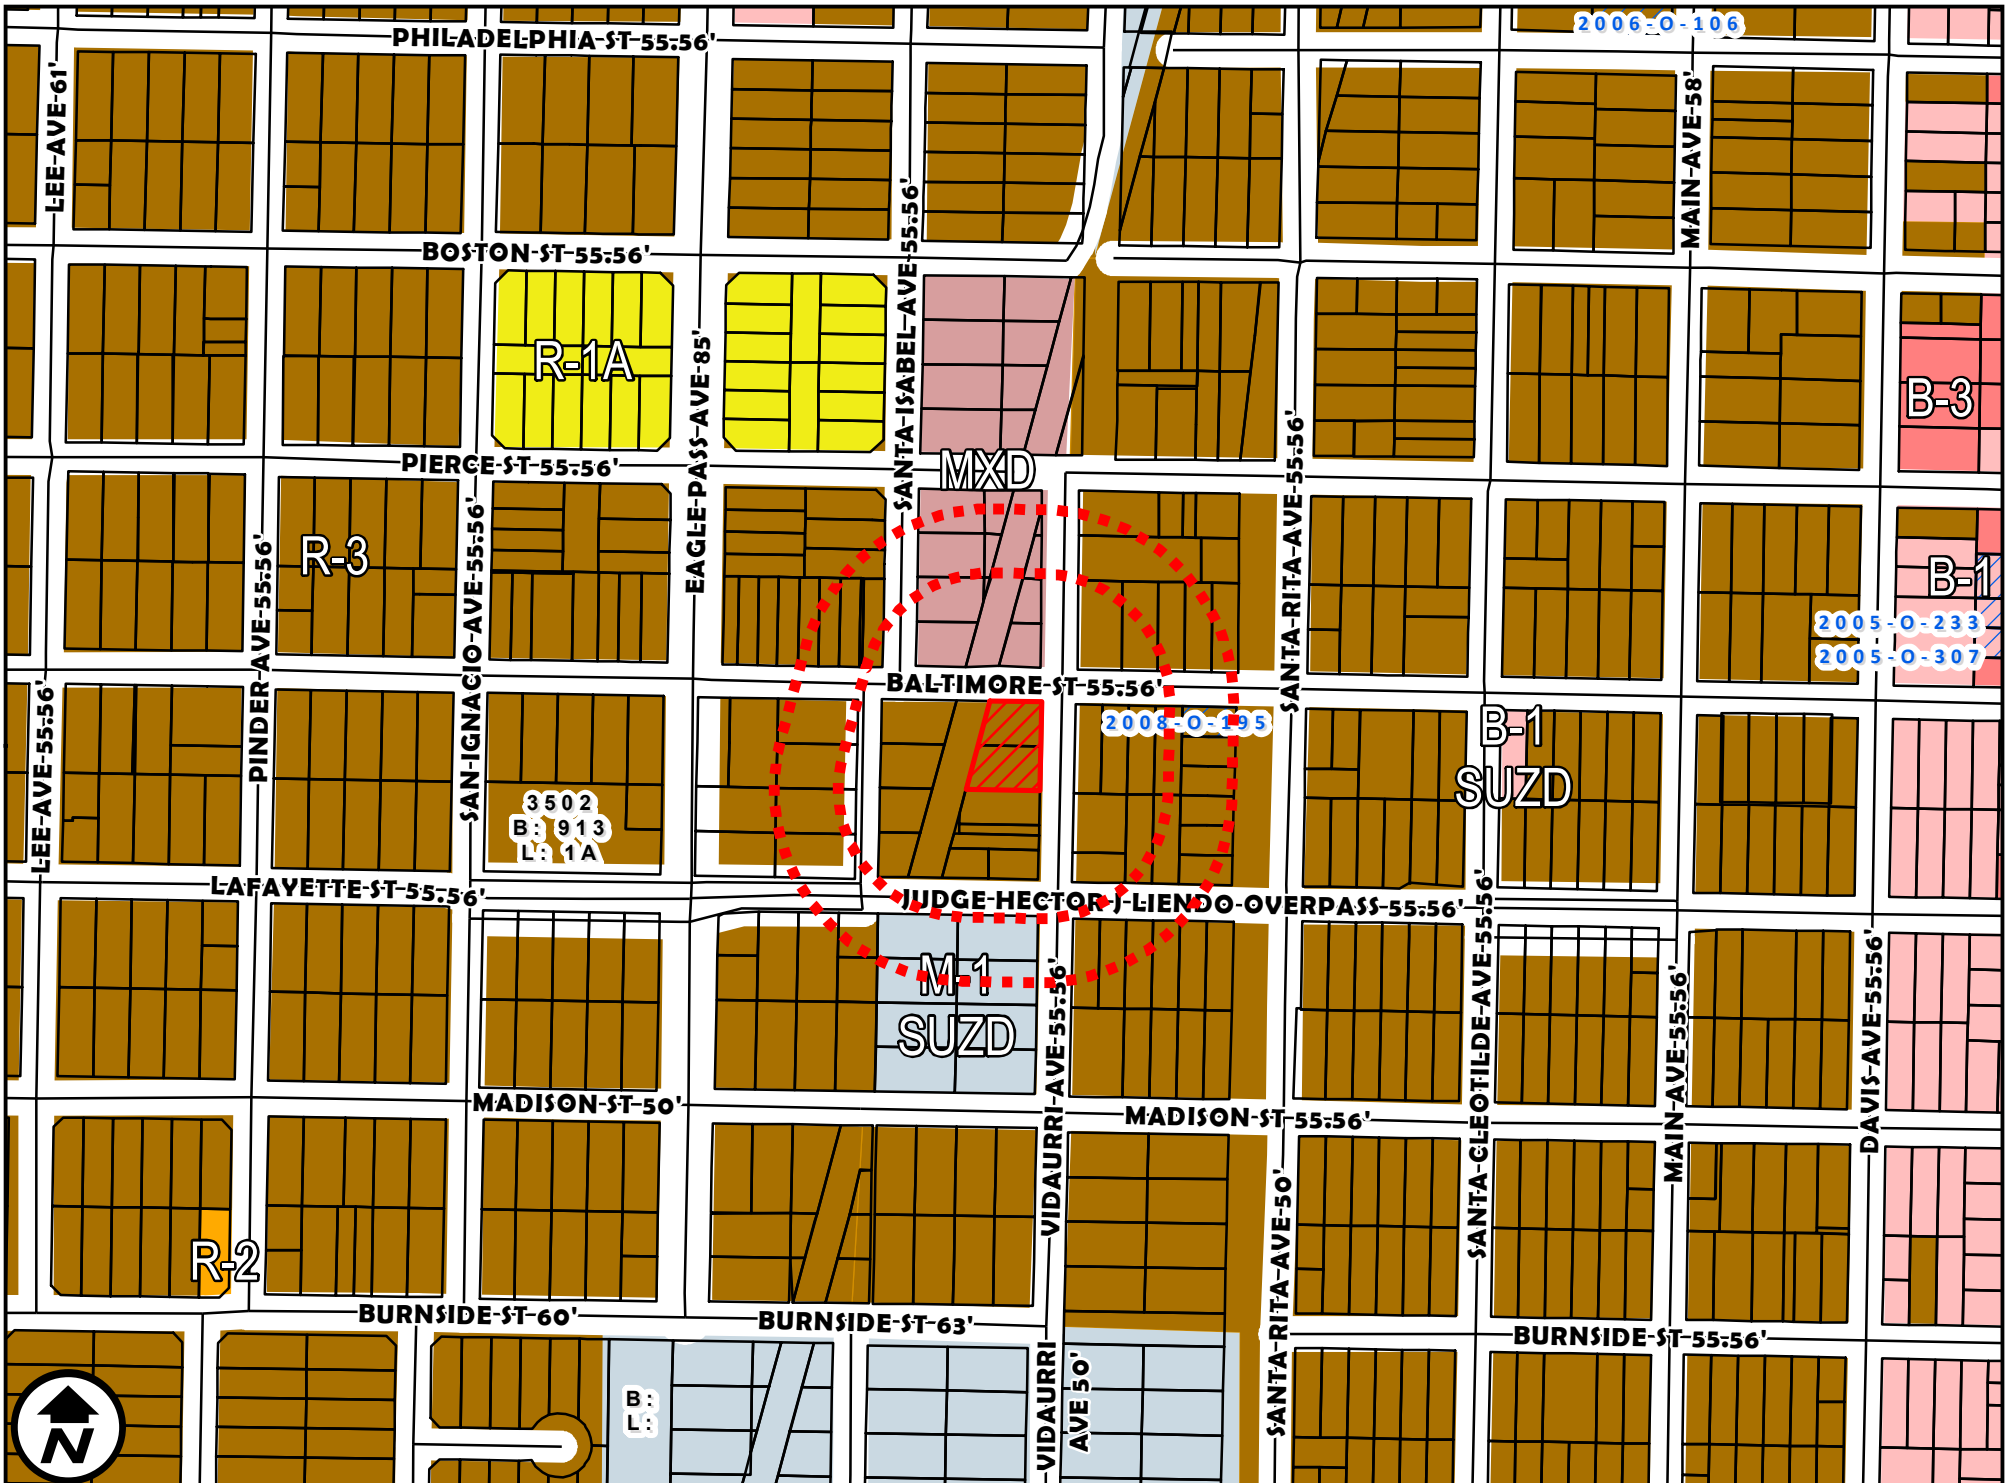 2006-O-106
PHILADELPHIA ST 55.56'
LEE AVE 61'
MAIN AVE 58'
BOSTON ST 55.56'
SANTA ISABEL AVE 55.56'
R-1A
EAGLE PASS AVE 85'
B-3
PIERCE ST 55.56'
MXD
SANTA RITA AVE 55.56'
R-3
PINDER AVE 55.56'
SAN IGNACIO AVE 55.56'
B-1
2005-O-233
2005-O-307
LEE AVE 55.56'
BALTIMORE ST 55.56'
2008-O-195
B-1
SUZD
3502
B: 913
L: 1A
LAFAYETTE ST 55.56'
JUDGE HECTOR J LIENDO OVERPASS 55.56'
M-1
SUZD
VIDAURRI AVE 55.56'
SANTA CLEOTILDE AVE 55.56'
MAIN AVE 55.56'
DAVIS AVE 55.56'
MADISON ST 50'
MADISON ST 55.56'
SANTA RITA AVE 50'
R-2
BURNSIDE ST 60'
BURNSIDE ST 63'
BURNSIDE ST 55.56'
VIDAURRI
AVE 50'
B:
L:
N